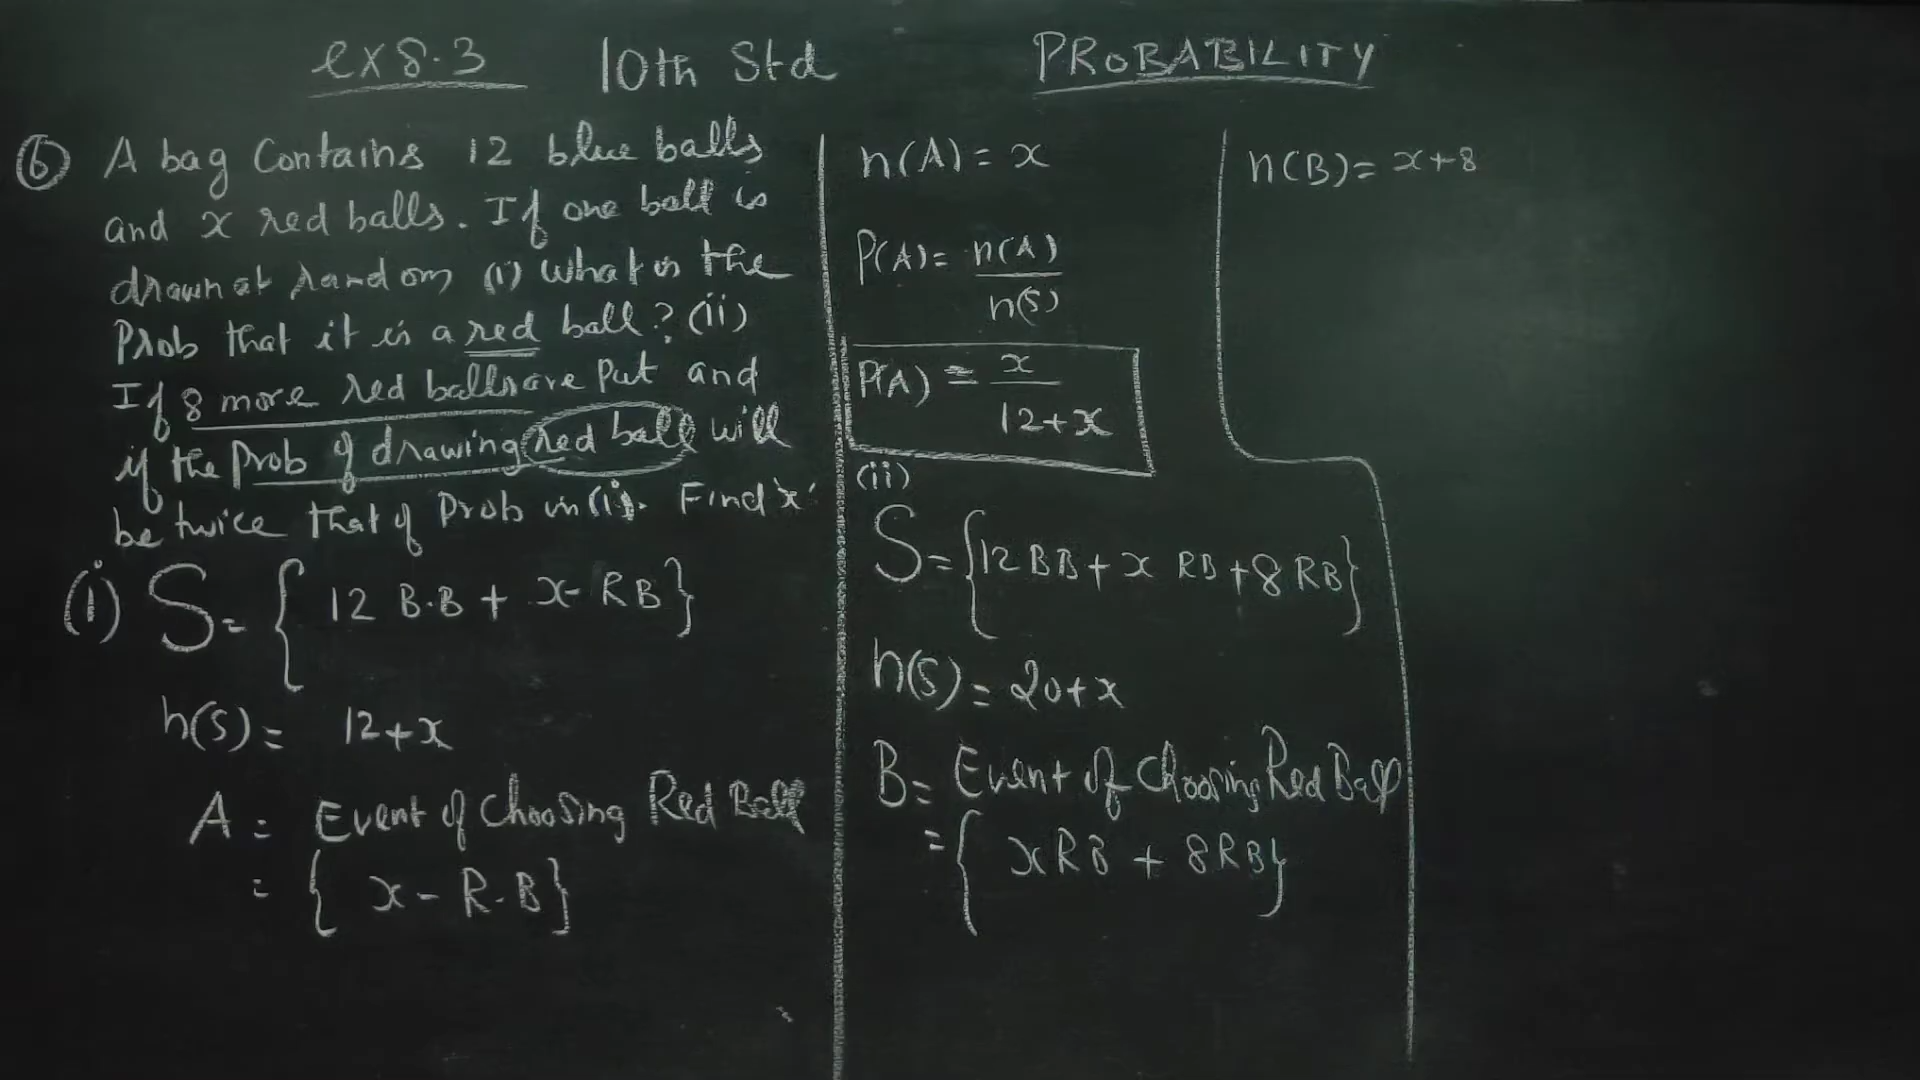 ex 8.3 10th Std PROBABILITY
6 A bag Contains 12 blue balls
and x red balls. If one ball is
drawn at random (i) What is the
Prob that it is a red ball? (ii)
If 8 more red balls are Put and
if the Prob of drawing red ball will
be twice that of Prob in (i). Find 'x'
(i) S = { 12 B.B + x - RB}
n(S) = 12+x
A = Event of Choosing Red Ball
= { x - R.B}
n(A) = x
P(A) = n(A)
n(S)
P(A) = x
12+x
(ii)
S = {12 BB + x RB + 8 RB}
n(S) = 20+x
B = Event of Choosing Red Ball
= { xRB + 8RB}
n(B) = x+8